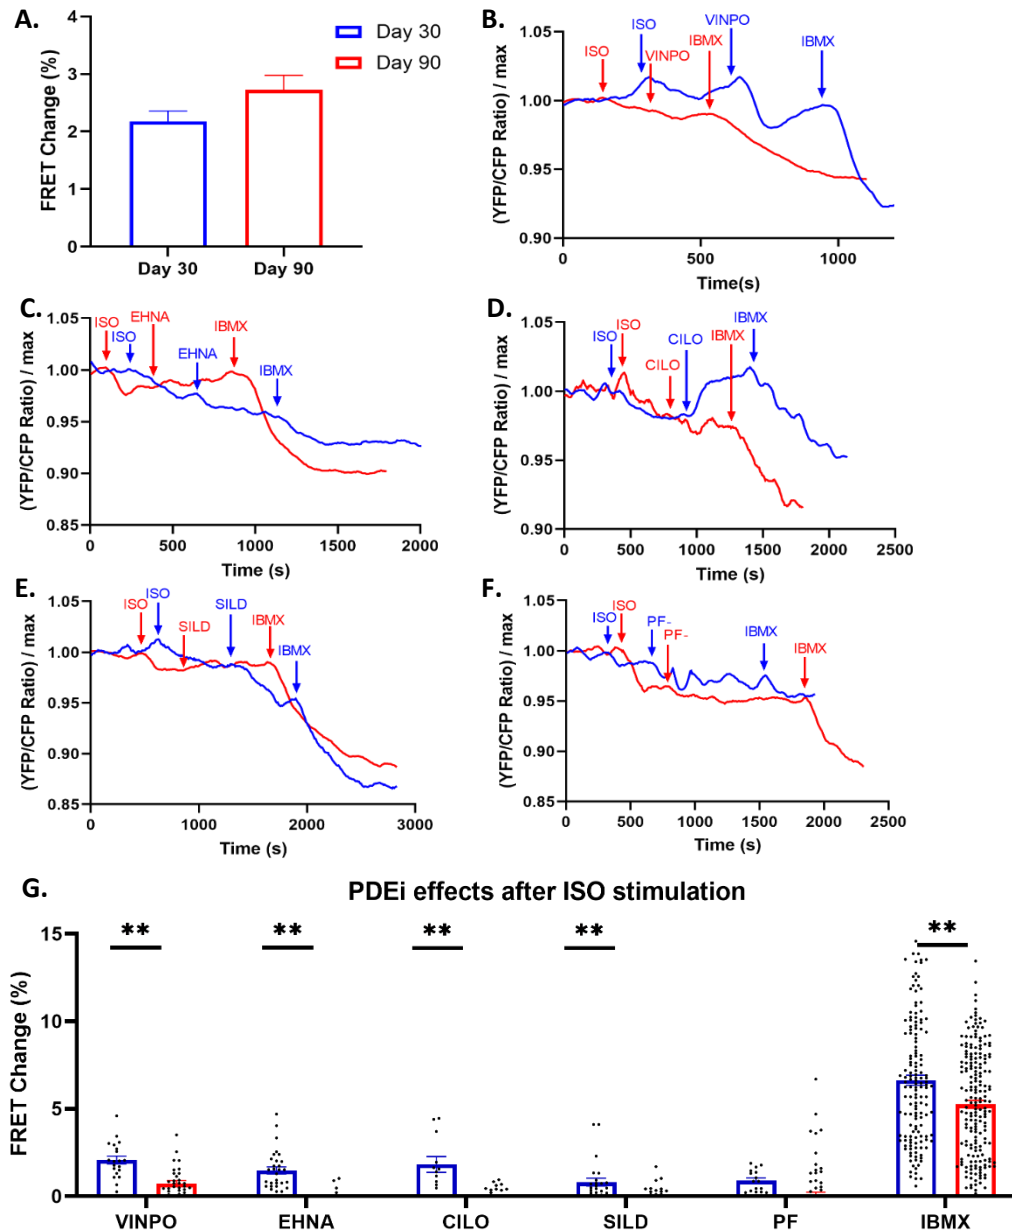 A.
FRET Change (%)
4
3
2
1
0
Day 30
Day 90
Day 30
Day 90
B.
(YFP/CFP Ratio) / max
1.05
1.00
0.95
0.90
ISO
VINPO
IBMX
ISO
VINPO
IBMX
0
500
1000
Time(s)
C.
(YFP/CFP Ratio) / max
1.05
1.00
0.95
0.90
0.85
EHNA
ISO
ISO
IBMX
EHNA
IBMX
0
500
1000
1500
2000
Time (s)
D.
(YFP/CFP Ratio) / max
1.05
1.00
0.95
0.90
IBMX
ISO
ISO
CILO
IBMX
CILO
0
500
1000
1500
2000
2500
Time (s)
E.
(YFP/CFP Ratio) / max
1.05
1.00
0.95
0.90
0.85
ISO
ISO
SILD
SILD
IBMX
IBMX
0
1000
2000
3000
Time (s)
F.
(YFP/CFP Ratio) / max
1.05
1.00
0.95
0.90
0.85
ISO
ISO
PF-
PF-
IBMX
IBMX
0
500
1000
1500
2000
2500
Time (s)
G.
PDEi effects after ISO stimulation
FRET Change (%)
15
10
5
0
**
**
**
**
**
VINPO
EHNA
CILO
SILD
PF
IBMX